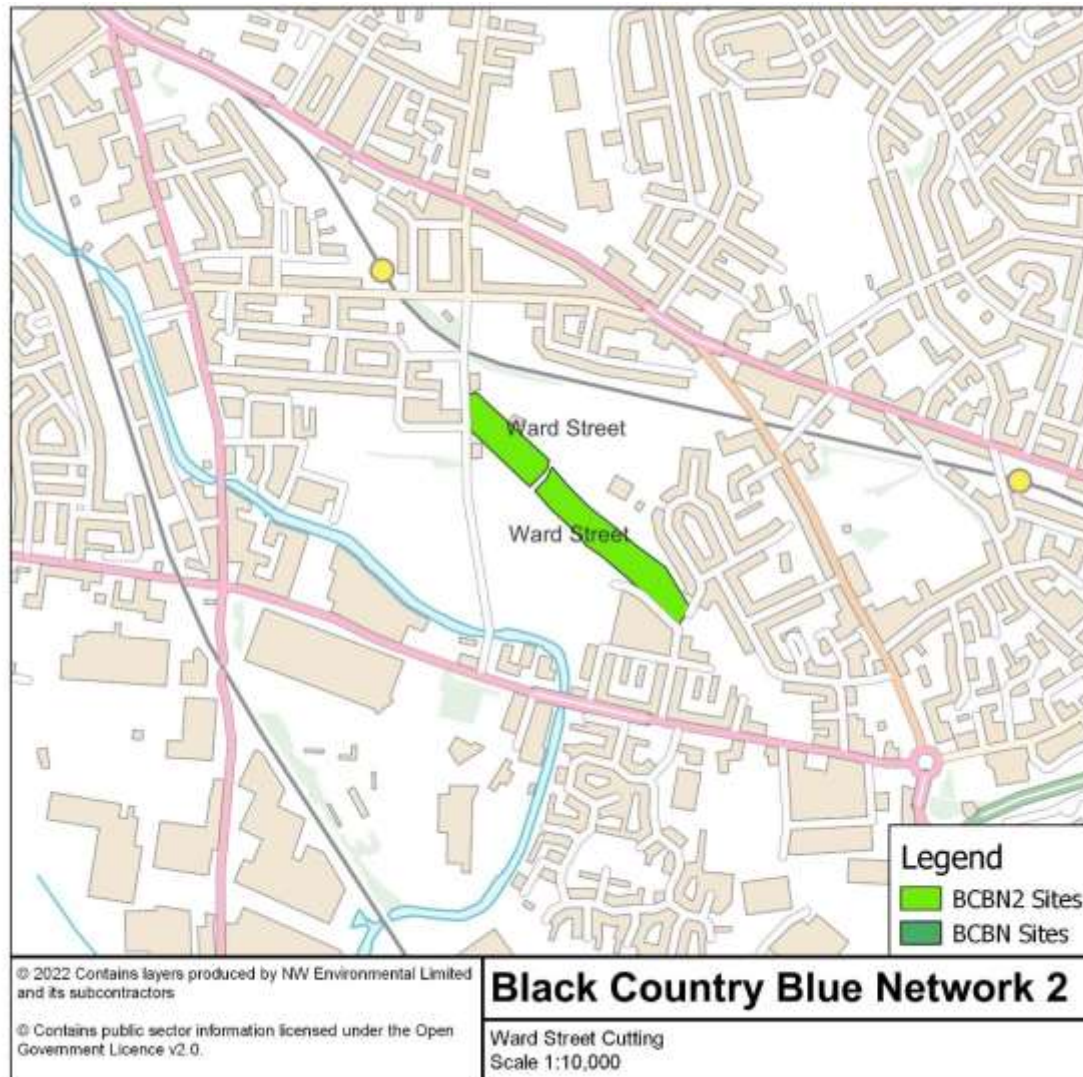 Ward Street
Ward Street
Legend
BCBN2 Sites
BCBN Sites
© 2022 Contains layers produced by NW Environmental Limited
and its subcontractors
© Contains public sector information licensed under the Open
Government Licence v2.0.
Black Country Blue Network 2
Ward Street Cutting
Scale 1:10,000